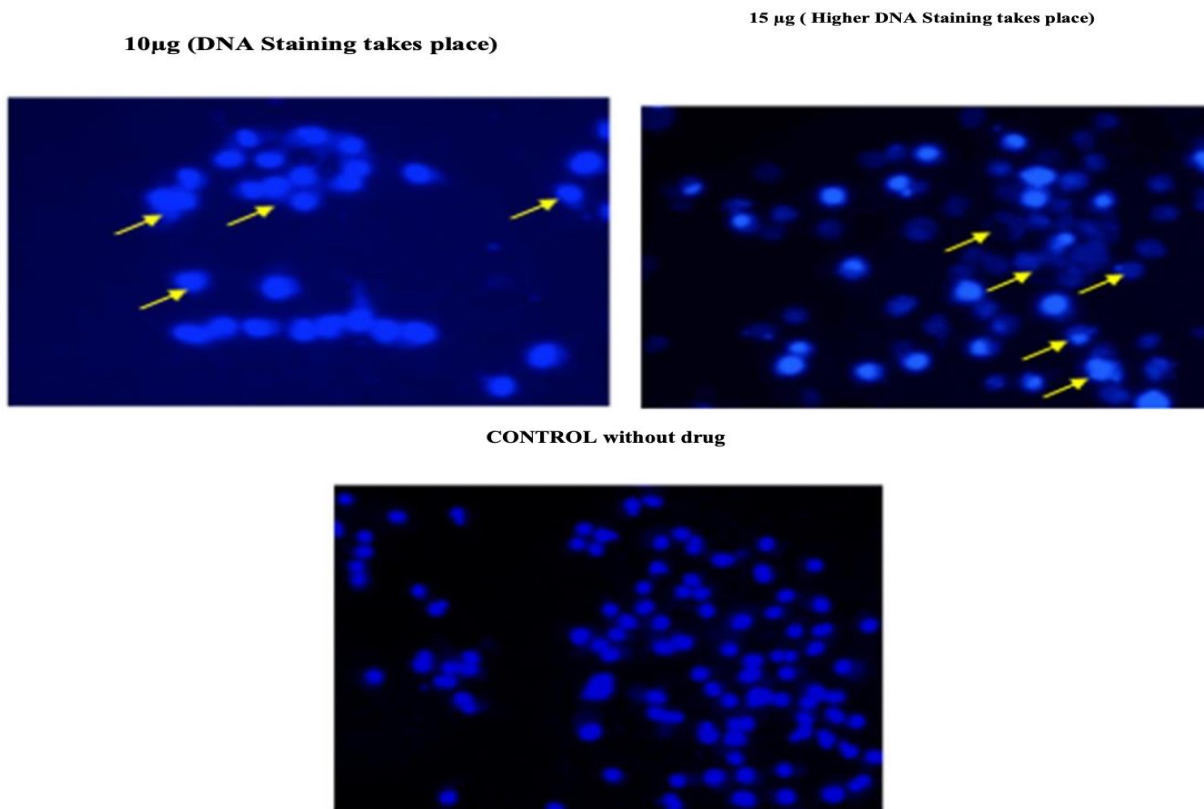 15 µg ( Higher DNA Staining takes place)
10µg (DNA Staining takes place)
CONTROL without drug